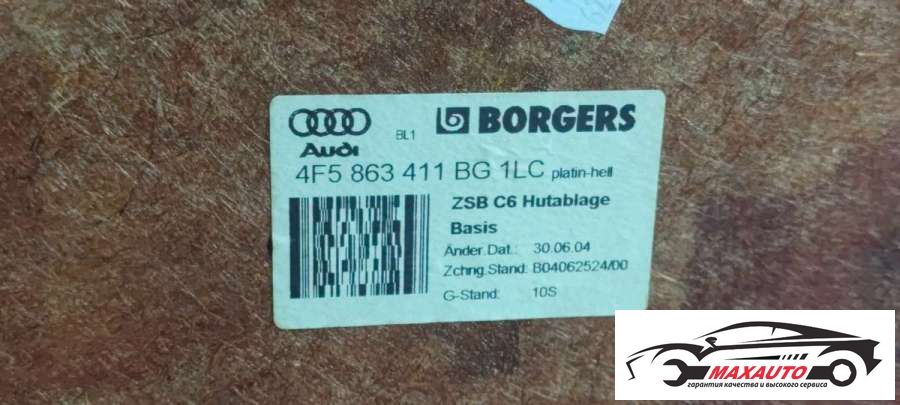 BL1
BORGERS
Audi
4F5 863 411 BG 1LC platin-hell
ZSB C6 Hutablage
Basis
Änder.Dat.: 30.06.04
Zchng.Stand: B04062524/00
G-Stand: 10S
MAXAUTO
гарантия качества и высокого сервиса